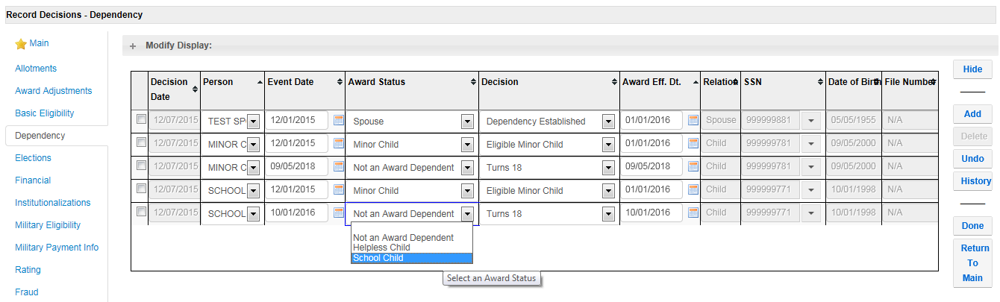 Record Decisions - Dependency
Main
Allotments
Award Adjustments
Basic Eligibility
Dependency
Elections
Financial
Institutionalizations
Military Eligibility
Military Payment Info
Rating
Fraud
+ Modify Display:
Decision Date Person Event Date Award Status Decision Award Eff. Dt. Relation SSN Date of Birth File Number
12/07/2015 TEST SP 12/01/2015 Spouse Dependency Established 01/01/2016 Spouse 999999881 05/05/1955 N/A
12/07/2015 MINOR C 12/01/2015 Minor Child Eligible Minor Child 01/01/2016 Child 999999781 09/05/2000 N/A
12/07/2015 MINOR C 09/05/2018 Not an Award Dependent Turns 18 09/05/2018 Child 999999781 09/05/2000 N/A
12/07/2015 SCHOOL 12/01/2015 Minor Child Eligible Minor Child 01/01/2016 Child 999999771 10/01/1998 N/A
12/07/2015 SCHOOL 10/01/2016 Not an Award Dependent Turns 18 10/01/2016 Child 999999771 10/01/1998 N/A
Not an Award Dependent
Helpless Child
School Child
Select an Award Status
Hide
Add
Delete
Undo
History
Done
Return
To
Main